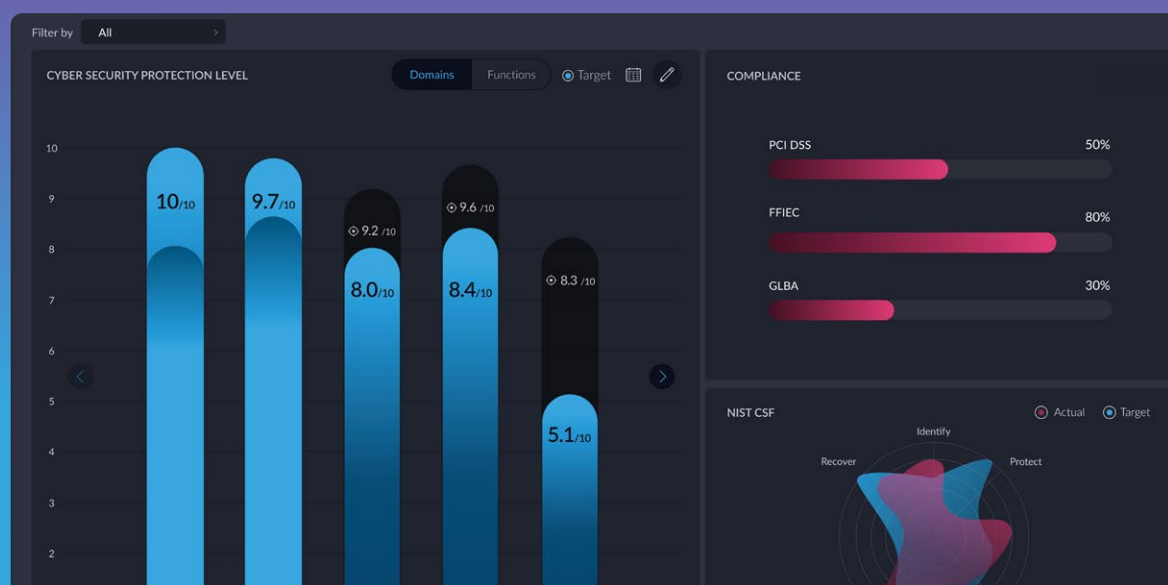 Filter by All
CYBER SECURITY PROTECTION LEVEL
Domains Functions Target
10
9
8
7
6
5
4
3
2
10/10
9.7/10
9.2 /10
8.0/10
9.6 /10
8.4/10
8.3 /10
5.1/10
COMPLIANCE
PCI DSS 50%
FFIEC 80%
GLBA 30%
NIST CSF
Actual Target
Identify
Recover Protect